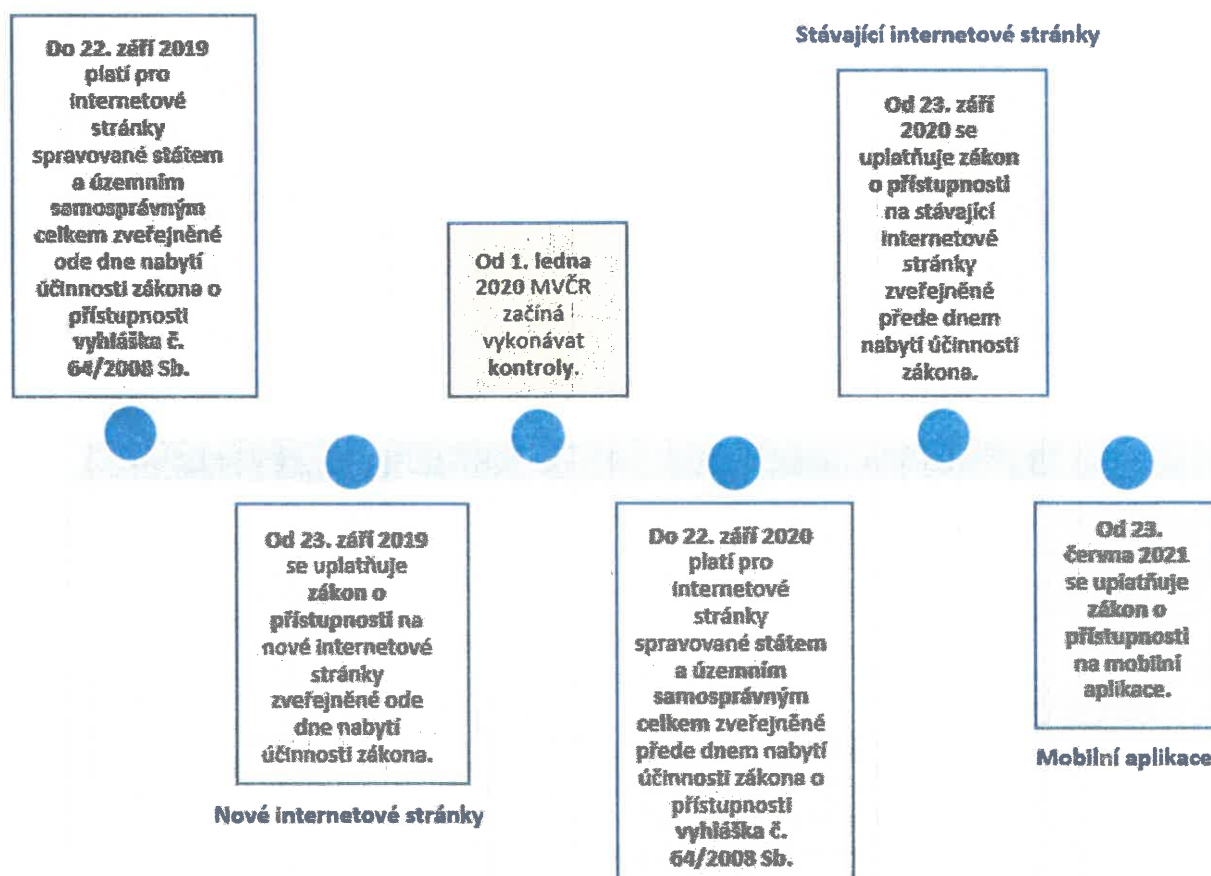 Do 22. září 2019
platí pro
internetové
stránky
spravované státem
a územním
samosprávným
celkem zveřejněné
ode dne nabytí
účinnosti zákona o
přístupnosti
vyhláška č.
64/2008 Sb.
Od 23. září 2019
se uplatňuje
zákon o
přístupnosti na
nové internetové
stránky
zveřejněné ode
dne nabytí
účinnosti zákona.
Nové internetové stránky
Od 1. ledna
2020 MVČR
začíná
vykonávat
kontroly.
Do 22. září 2020
platí pro
internetové
stránky
spravované státem
a územním
samosprávným
celkem zveřejněné
přede dnem nabytí
účinnosti zákona o
přístupnosti
vyhláška č.
64/2008 Sb.
Stávající internetové stránky
Od 23. září
2020 se
uplatňuje zákon
o přístupnosti
na stávající
internetové
stránky
zveřejněné
přede dnem
nabytí účinnosti
zákona.
Od 23.
června 2021
se uplatňuje
zákon o
přístupnosti
na mobilní
aplikace.
Mobilní aplikace